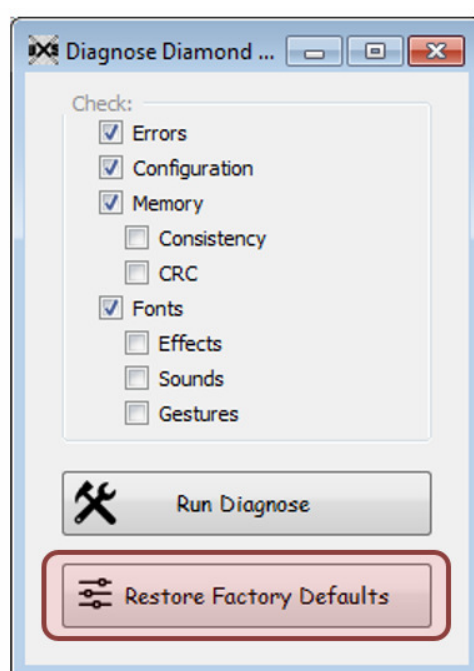 Diagnose Diamond ...
Check:
Errors
Configuration
Memory
Consistency
CRC
Fonts
Effects
Sounds
Gestures
Run Diagnose
Restore Factory Defaults